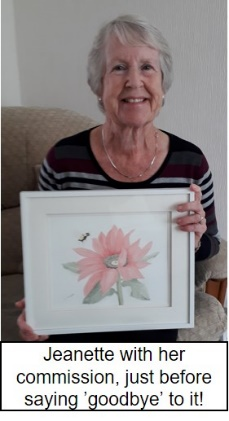 Jeanette with her
commission, just before
saying 'goodbye' to it!